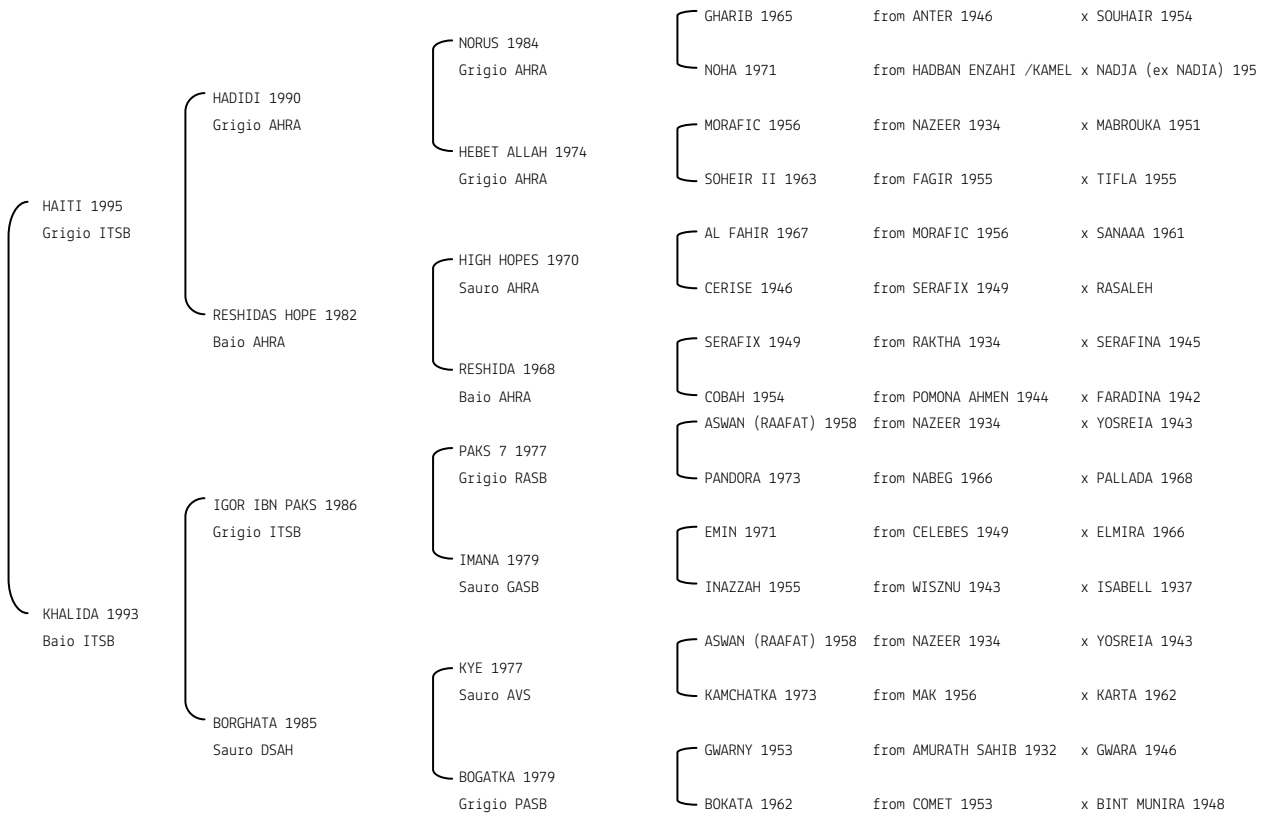 GHARIB 1965 from ANTER 1946 x SOUHAIR 1954
NORUS 1984
Grigio AHRA NOHA 1971 from HADBAN ENZAHI /KAMEL x NADJA (ex NADIA) 195
HADIDI 1990
Grigio AHRA MORAFIC 1956 from NAZEER 1934 x MABROUKA 1951
HEBET ALLAH 1974
Grigio AHRA SOHEIR II 1963 from FAGIR 1955 x TIFLA 1955
HAITI 1995
Grigio ITSB AL FAHIR 1967 from MORAFIC 1956 x SANAAA 1961
HIGH HOPES 1970
Sauro AHRA CERISE 1946 from SERAFIX 1949 x RASALEH
RESHIDAS HOPE 1982
Baio AHRA SERAFIX 1949 from RAKTHA 1934 x SERAFINA 1945
RESHIDA 1968
Baio AHRA COBAH 1954 from POMONA AHMEN 1944 x FARADINA 1942
ASWAN (RAAFAT) 1958 from NAZEER 1934 x YOSREIA 1943
PAKS 7 1977
Grigio RASB PANDORA 1973 from NABEG 1966 x PALLADA 1968
IGOR IBN PAKS 1986
Grigio ITSB EMIN 1971 from CELEBES 1949 x ELMIRA 1966
IMANA 1979
Sauro GASB INAZZAH 1955 from WISZNU 1943 x ISABELL 1937
KHALIDA 1993
Baio ITSB ASWAN (RAAFAT) 1958 from NAZEER 1934 x YOSREIA 1943
KYE 1977
Sauro AVS KAMCHATKA 1973 from MAK 1956 x KARTA 1962
BORGHATA 1985
Sauro DSAH GWARNY 1953 from AMURATH SAHIB 1932 x GWARA 1946
BOGATKA 1979
Grigio PASB BOKATA 1962 from COMET 1953 x BINT MUNIRA 1948